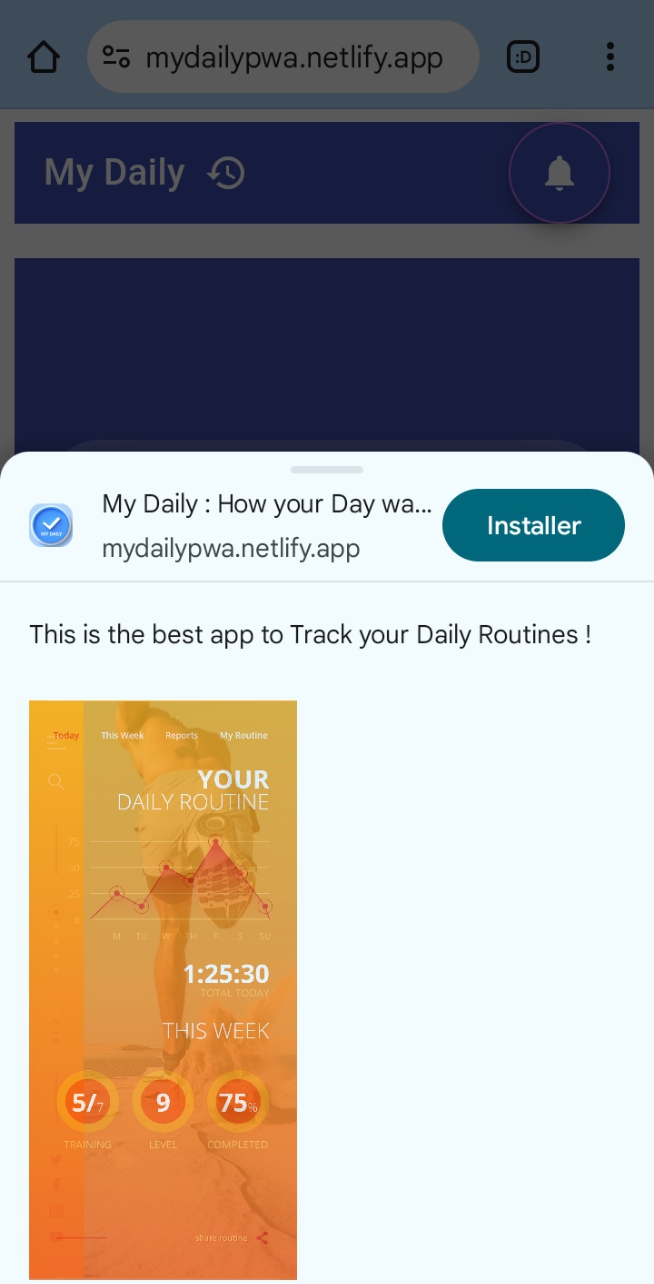 mydailypwa.netlify.app
:D
My Daily
My Daily : How your Day wa...
Installer
MY DAILY
mydailypwa.netlify.app
This is the best app to Track your Daily Routines !
Today This Week Reports My Routine
YOUR
DAILY ROUTINE
75
50
25
0
M TU W TH F S SU
1:25:30
TOTAL TODAY
THIS WEEK
5/7 9 75%
TRAINING LEVEL COMPLETED
share routine